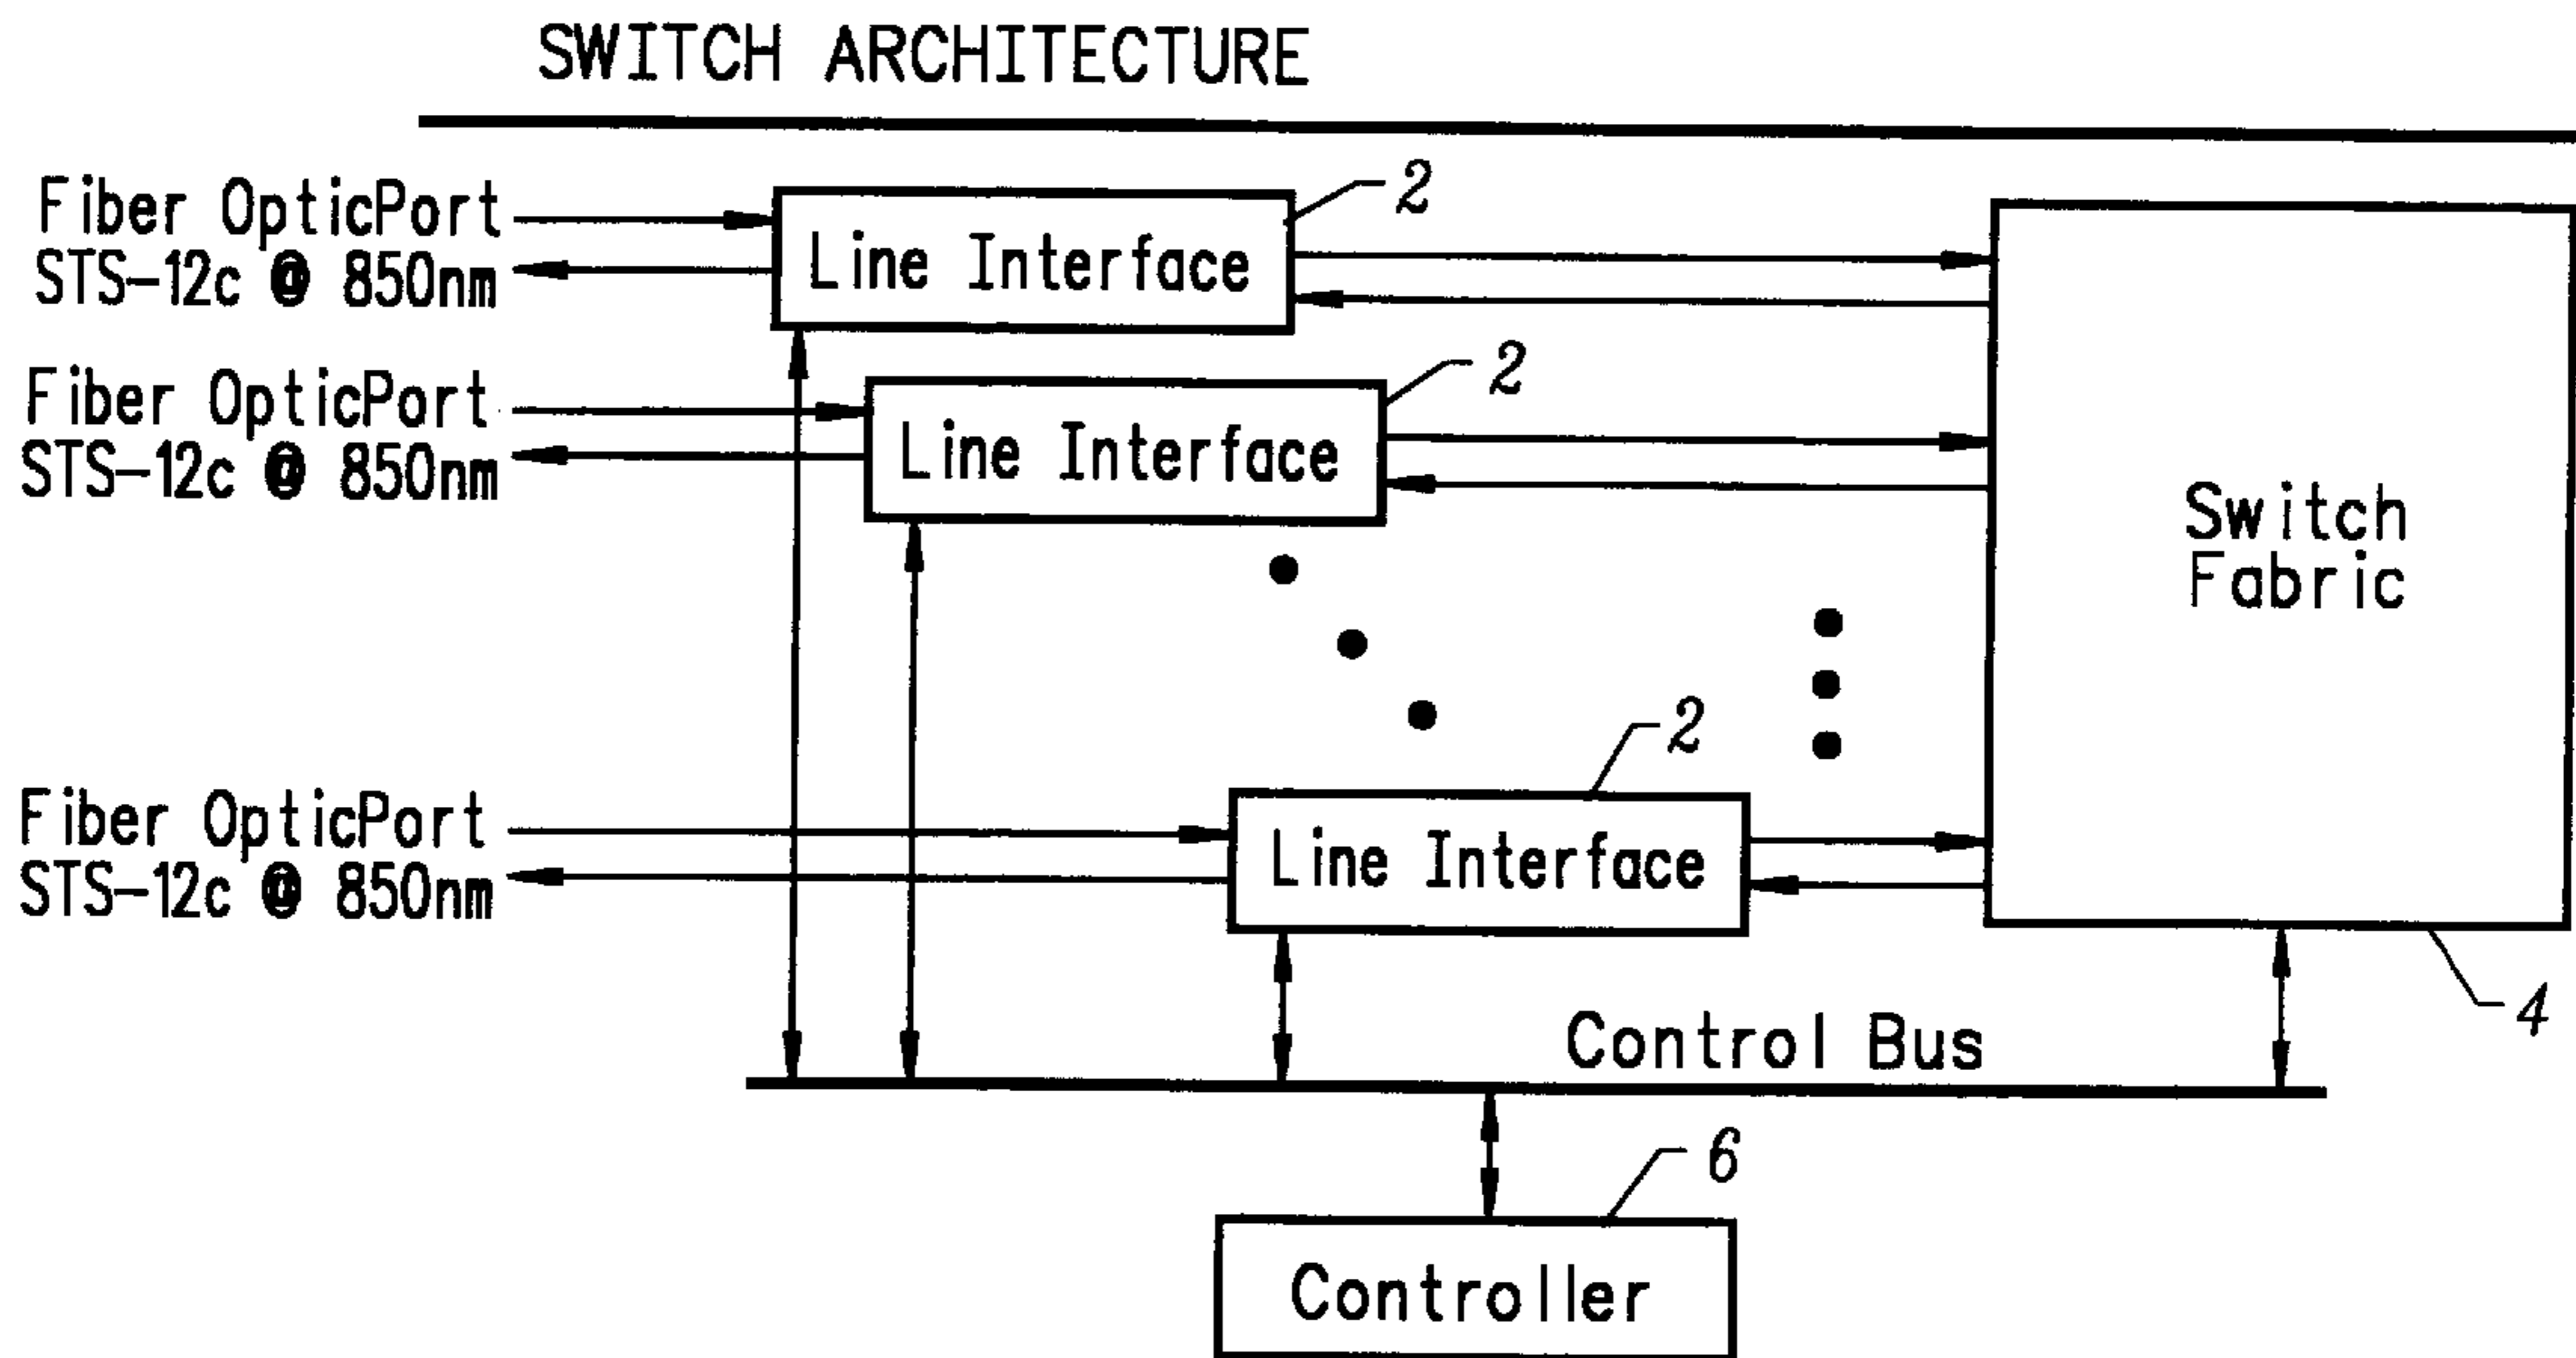 SWITCH ARCHITECTURE
Fiber OpticPort
STS-12c @ 850nm
Line Interface
2
Fiber OpticPort
STS-12c @ 850nm
Line Interface
2
Switch
Fabric
Fiber OpticPort
STS-12c @ 850nm
Line Interface
2
4
Control Bus
6
Controller